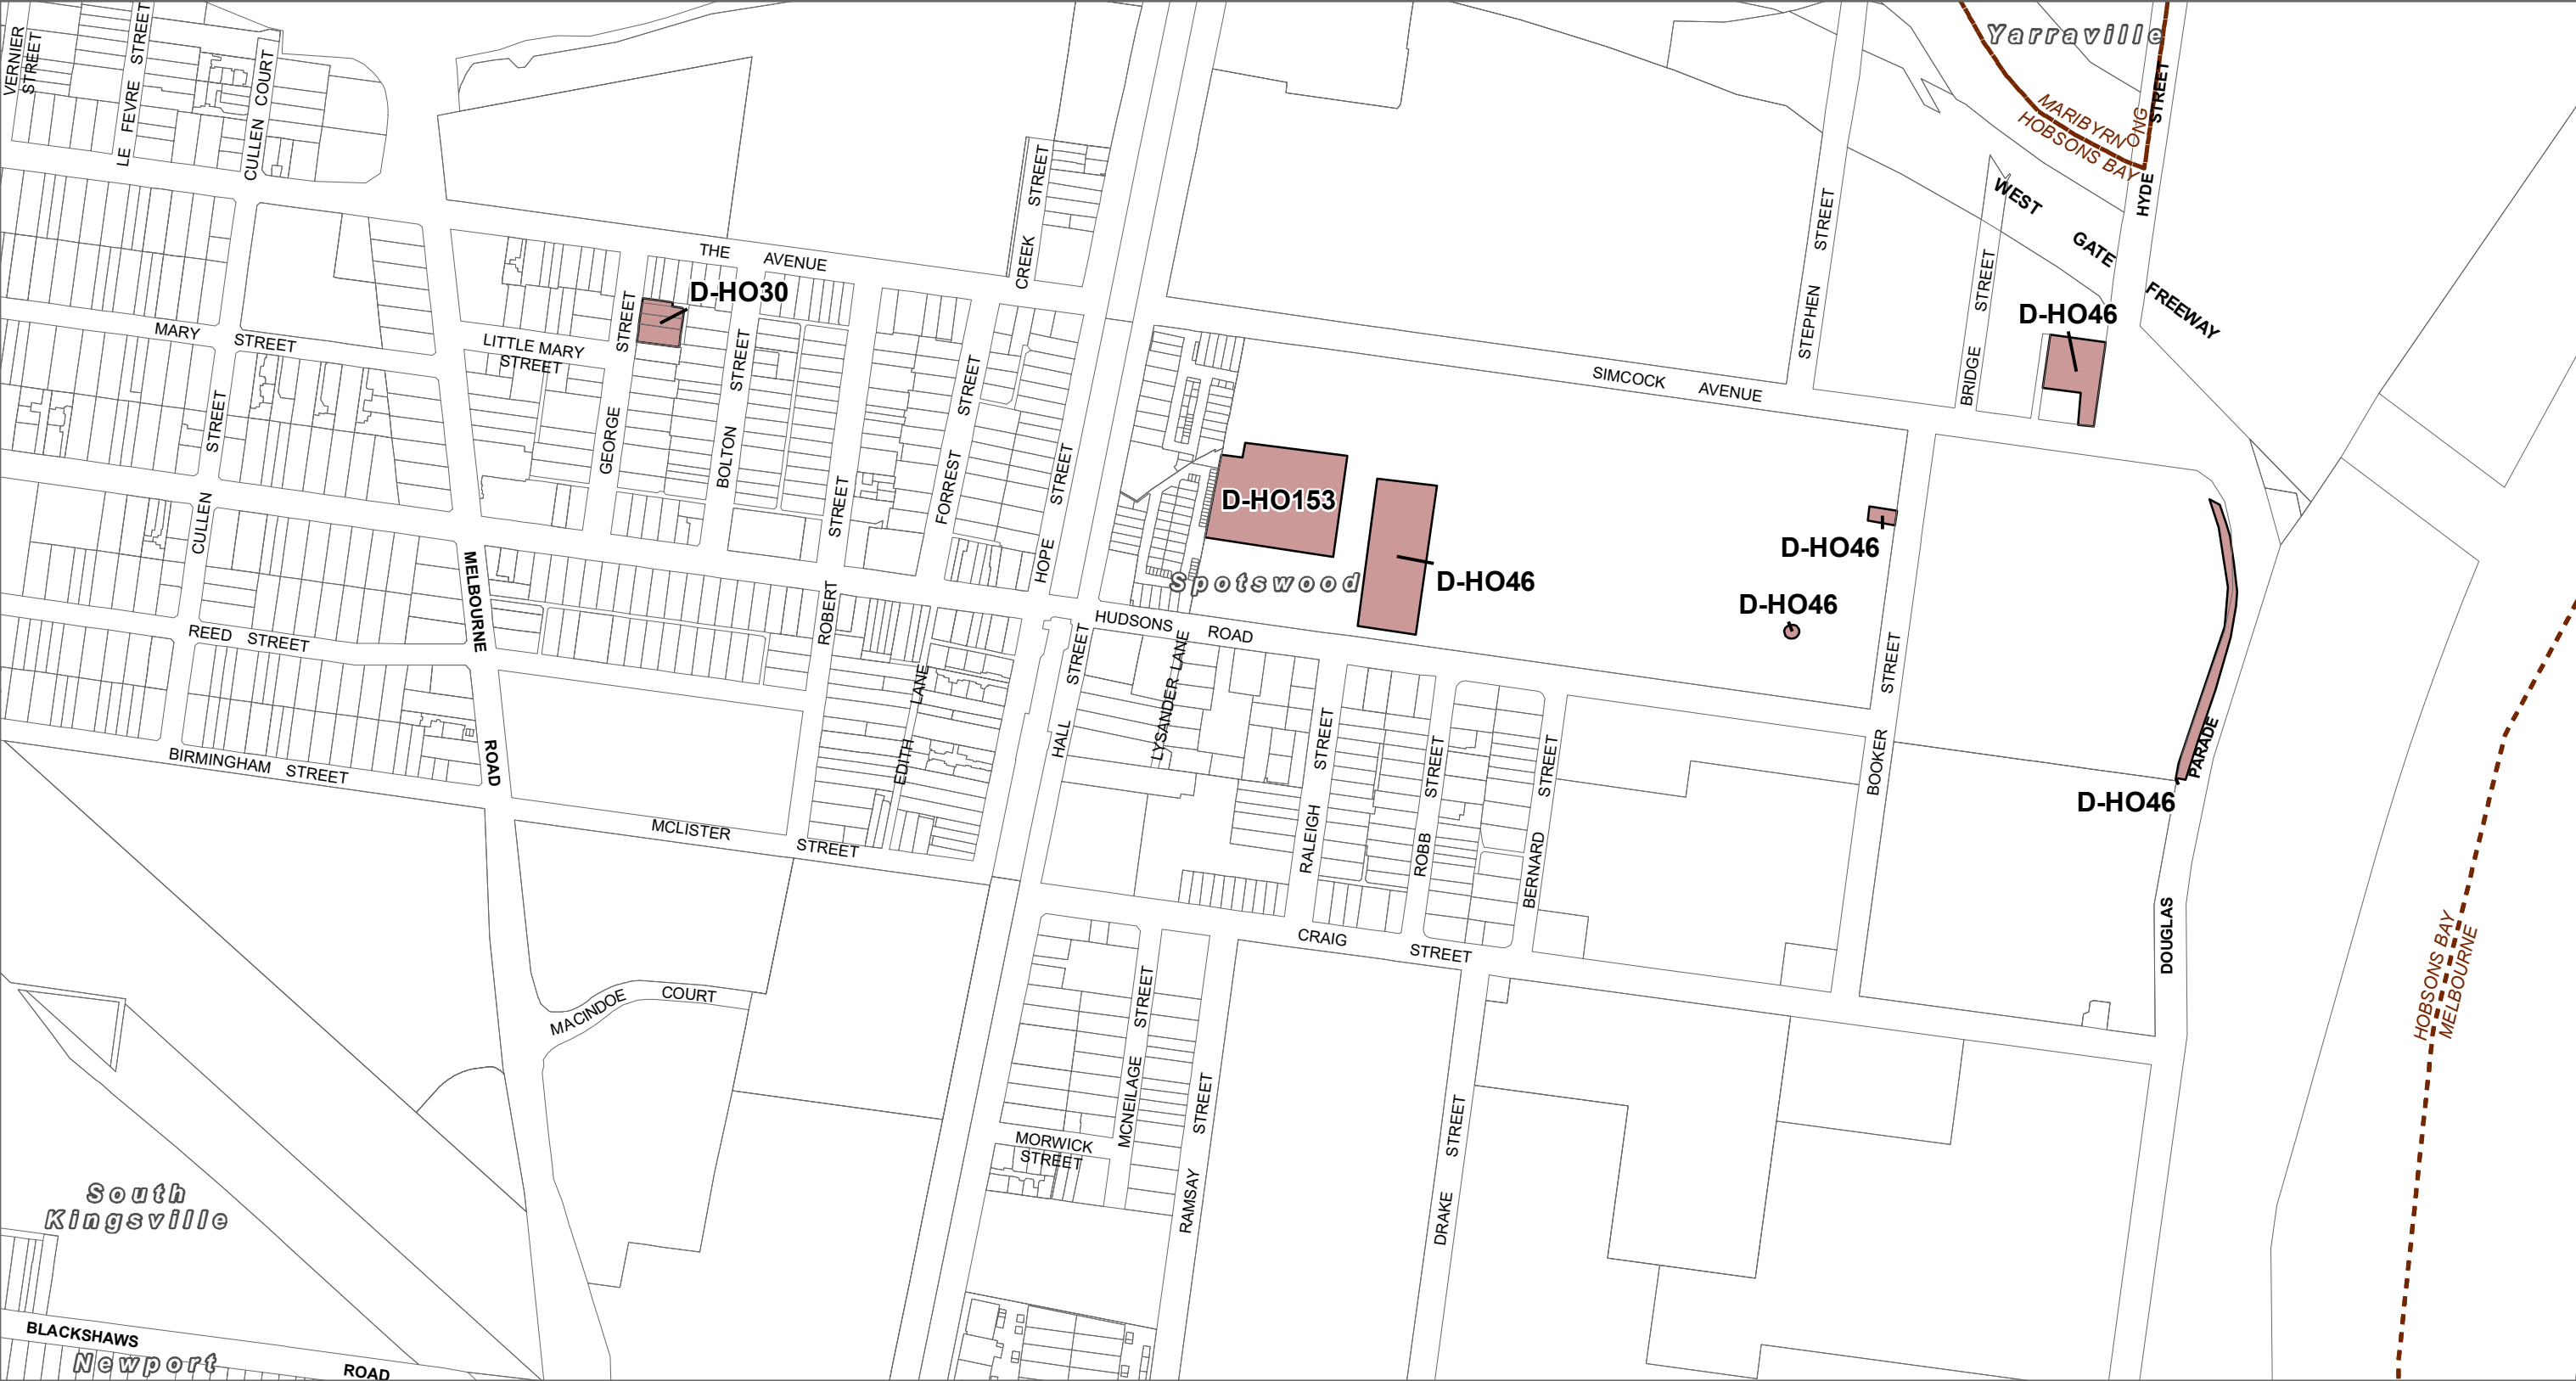 VERNIER
STREET
LE FEVRE STREET
CULLEN COURT
Yarraville
MARIBYRNONG
HOBSONS BAY
HYDE STREET
WEST GATE FREEWAY
THE AVENUE
CREEK STREET
STEPHEN STREET
BRIDGE STREET
D-HO30
D-HO46
MARY STREET
LITTLE MARY
STREET
GEORGE STREET
BOLTON STREET
ROBERT STREET
FORREST STREET
HOPE STREET
SIMCOCK AVENUE
CULLEN STREET
D-HO153
D-HO46
D-HO46
D-HO46
Spotswood
MELBOURNE ROAD
REED STREET
HUDSONS ROAD
EDITH LANE
HALL STREET
LYSANDER LANE
RALEIGH STREET
ROBB STREET
BERNARD STREET
BOOKER STREET
DOUGLAS PARADE
D-HO46
BIRMINGHAM STREET
MCLISTER STREET
CRAIG STREET
HOBSONS BAY
MELBOURNE
MACINDOE COURT
MCNEILAGE STREET
RAMSAY STREET
DRAKE STREET
MORWICK
STREET
South
Kingsville
BLACKSHAWS ROAD
Newport